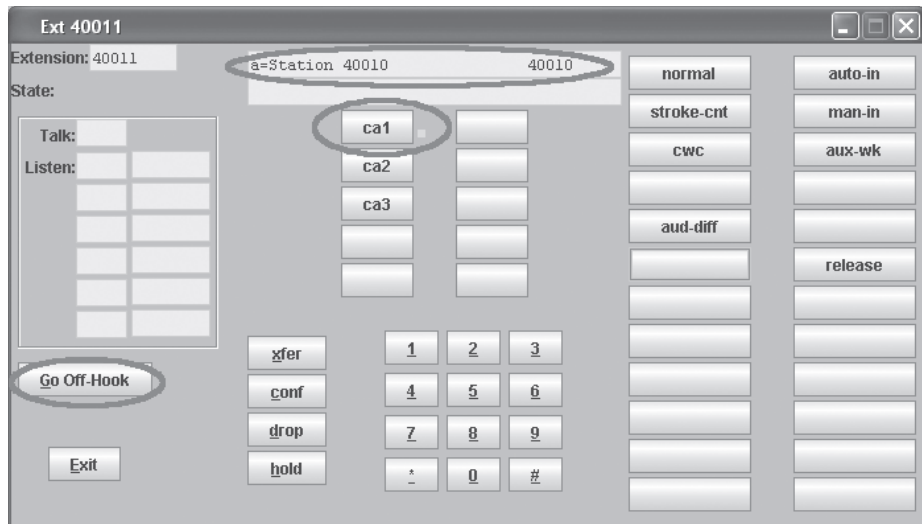 Ext 40011
Extension: 40011
a=Station 40010 40010
State:
Talk:
Listen:
ca1
ca2
ca3
normal auto-in
stroke-cnt man-in
cwc aux-wk
aud-diff
release
Go Off-Hook
Exit
xfer
conf
drop
hold
1 2 3
4 5 6
7 8 9
* 0 #